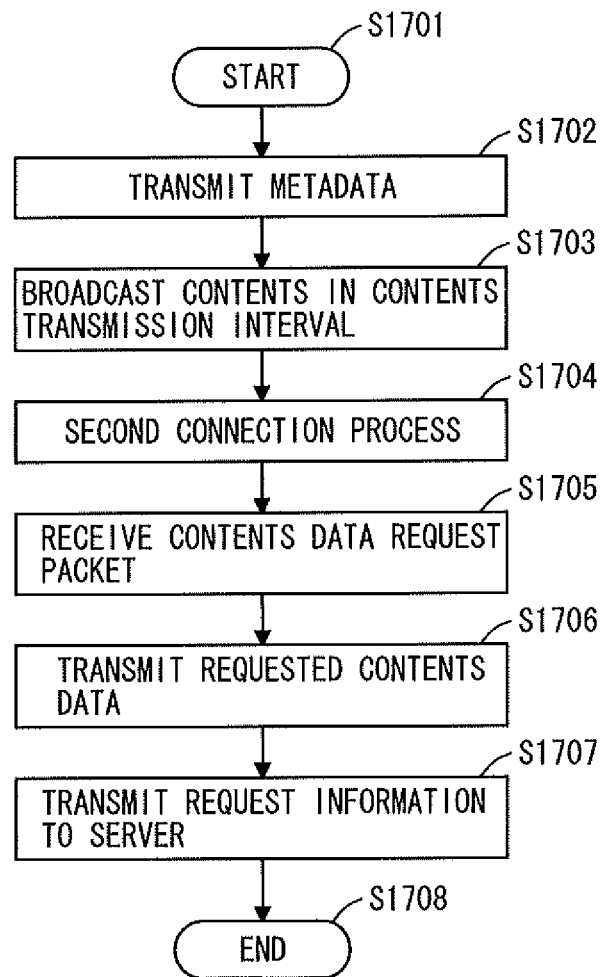 S1701
START
S1702
TRANSMIT METADATA
S1703
BROADCAST CONTENTS IN CONTENTS
TRANSMISSION INTERVAL
S1704
SECOND CONNECTION PROCESS
S1705
RECEIVE CONTENTS DATA REQUEST
PACKET
S1706
TRANSMIT REQUESTED CONTENTS
DATA
S1707
TRANSMIT REQUEST INFORMATION
TO SERVER
S1708
END